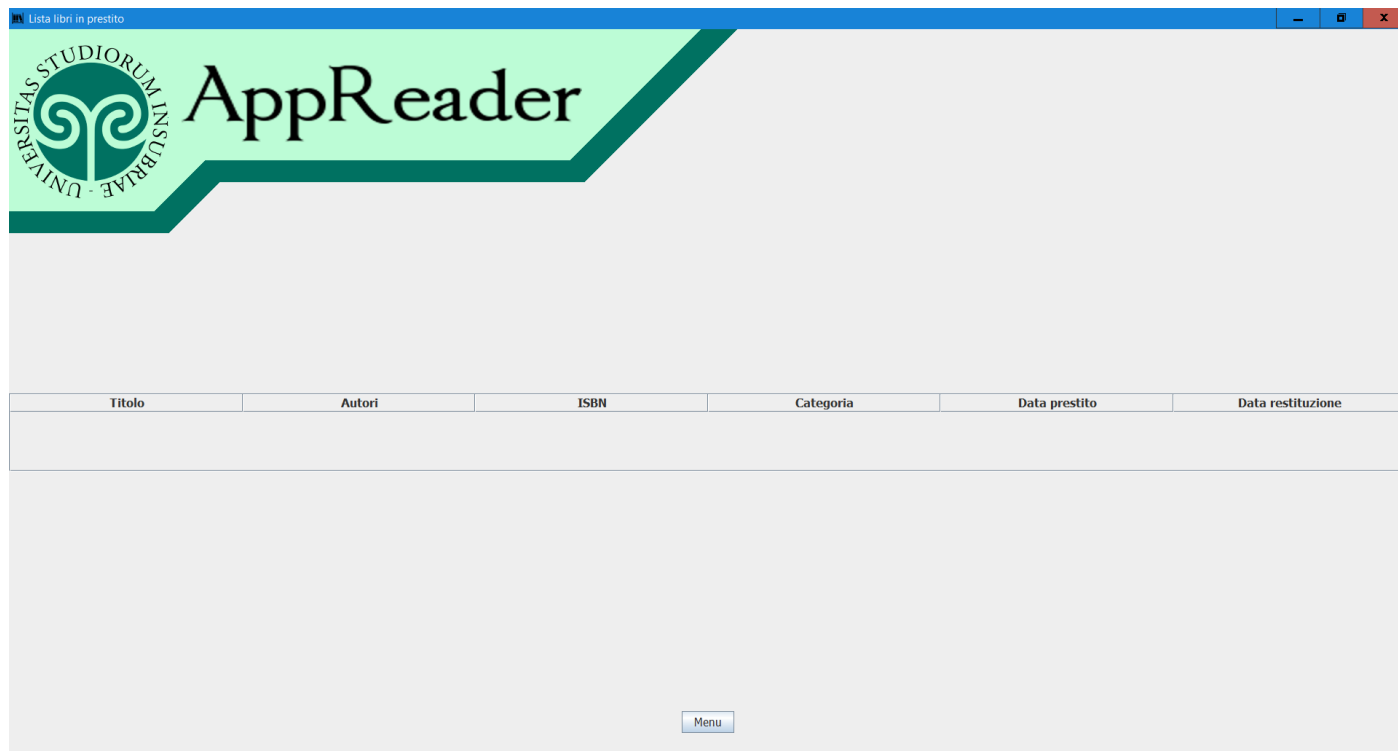 Lista libri in prestito
UNIVERSITAS STUDIORUM INSUBRIAE -
AppReader
Titolo Autori ISBN Categoria Data prestito Data restituzione
Menu